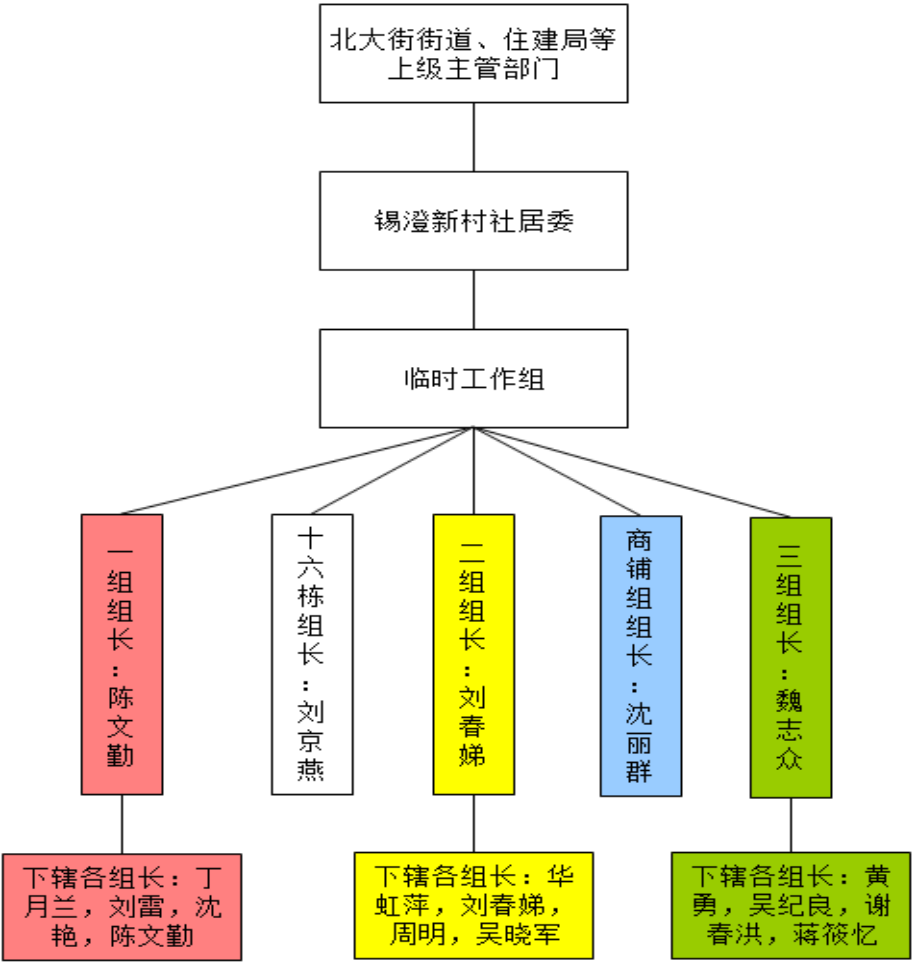 北大街街道、住建局等
上级主管部门
锡澄新村社居委
临时工作组
一组组长：陈文勤
十六栋组长：刘京燕
二组组长：刘春娣
商铺组组长：沈丽群
三组组长：魏志众
下辖各组长：丁
月兰，刘雷，沈
艳，陈文勤
下辖各组长：华
虹萍，刘春娣，
周明，吴晓军
下辖各组长：黄
勇，吴纪良，谢
春洪，蒋筱忆